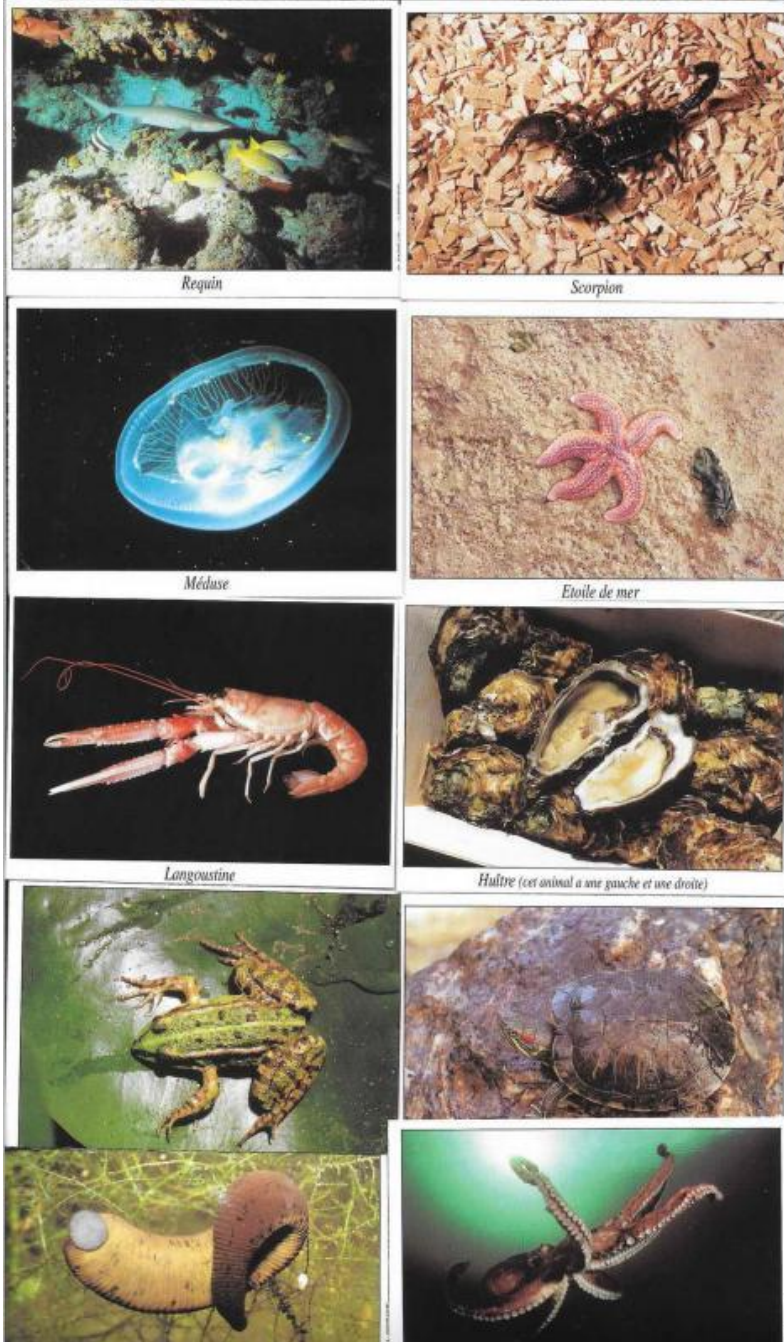 Requin
Scorpion
Méduse
Etoile de mer
Langoustine
Huître (cet animal a une gauche et une droite)